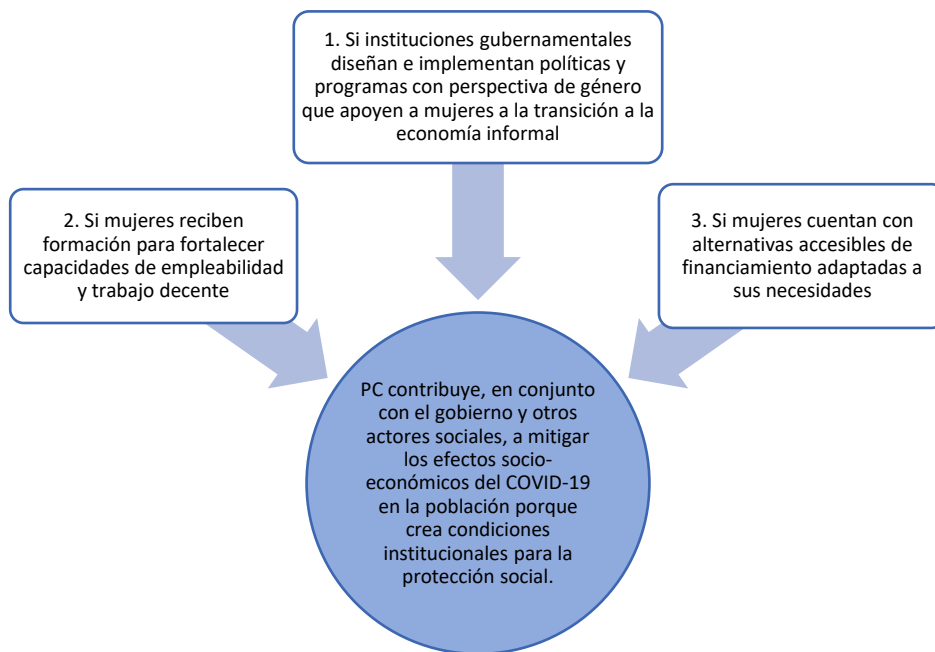 1. Si instituciones gubernamentales
diseñan e implementan políticas y
programas con perspectiva de género
que apoyen a mujeres a la transición a la
economía informal
2. Si mujeres reciben
formación para fortalecer
capacidades de empleabilidad
y trabajo decente
3. Si mujeres cuentan con
alternativas accesibles de
financiamiento adaptadas a
sus necesidades
PC contribuye, en conjunto
con el gobierno y otros
actores sociales, a mitigar
los efectos socio-
económicos del COVID-19
en la población porque
crea condiciones
institucionales para la
protección social.